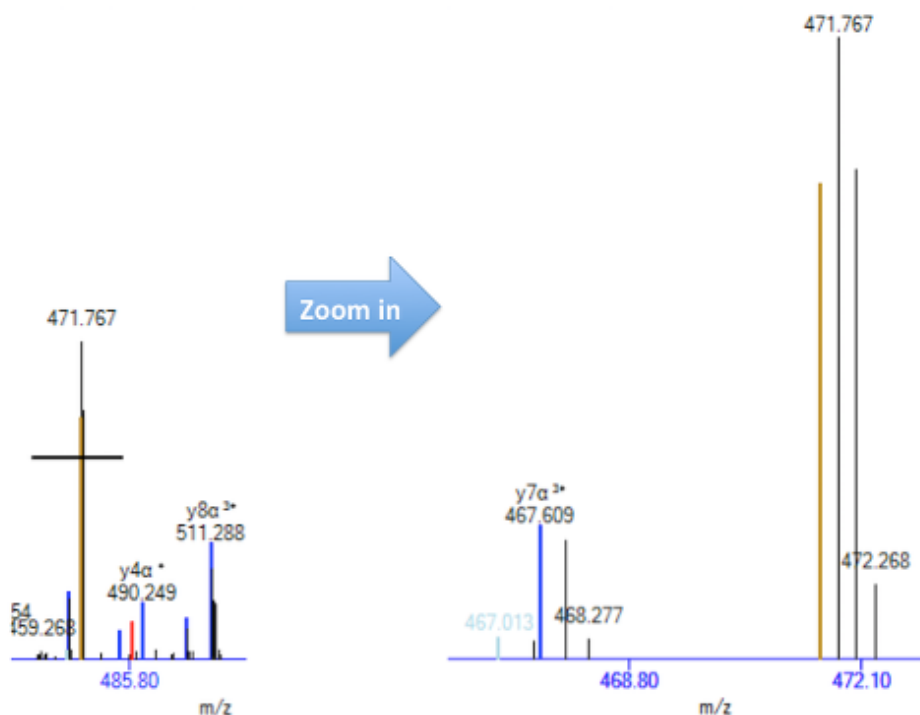 471.767
y8α ³⁺
511.288
y4α ⁺
490.249
54
459.268
485.80
m/z
Zoom in
471.767
y7α ³⁺
467.609
472.268
467.013
468.277
468.80
472.10
m/z